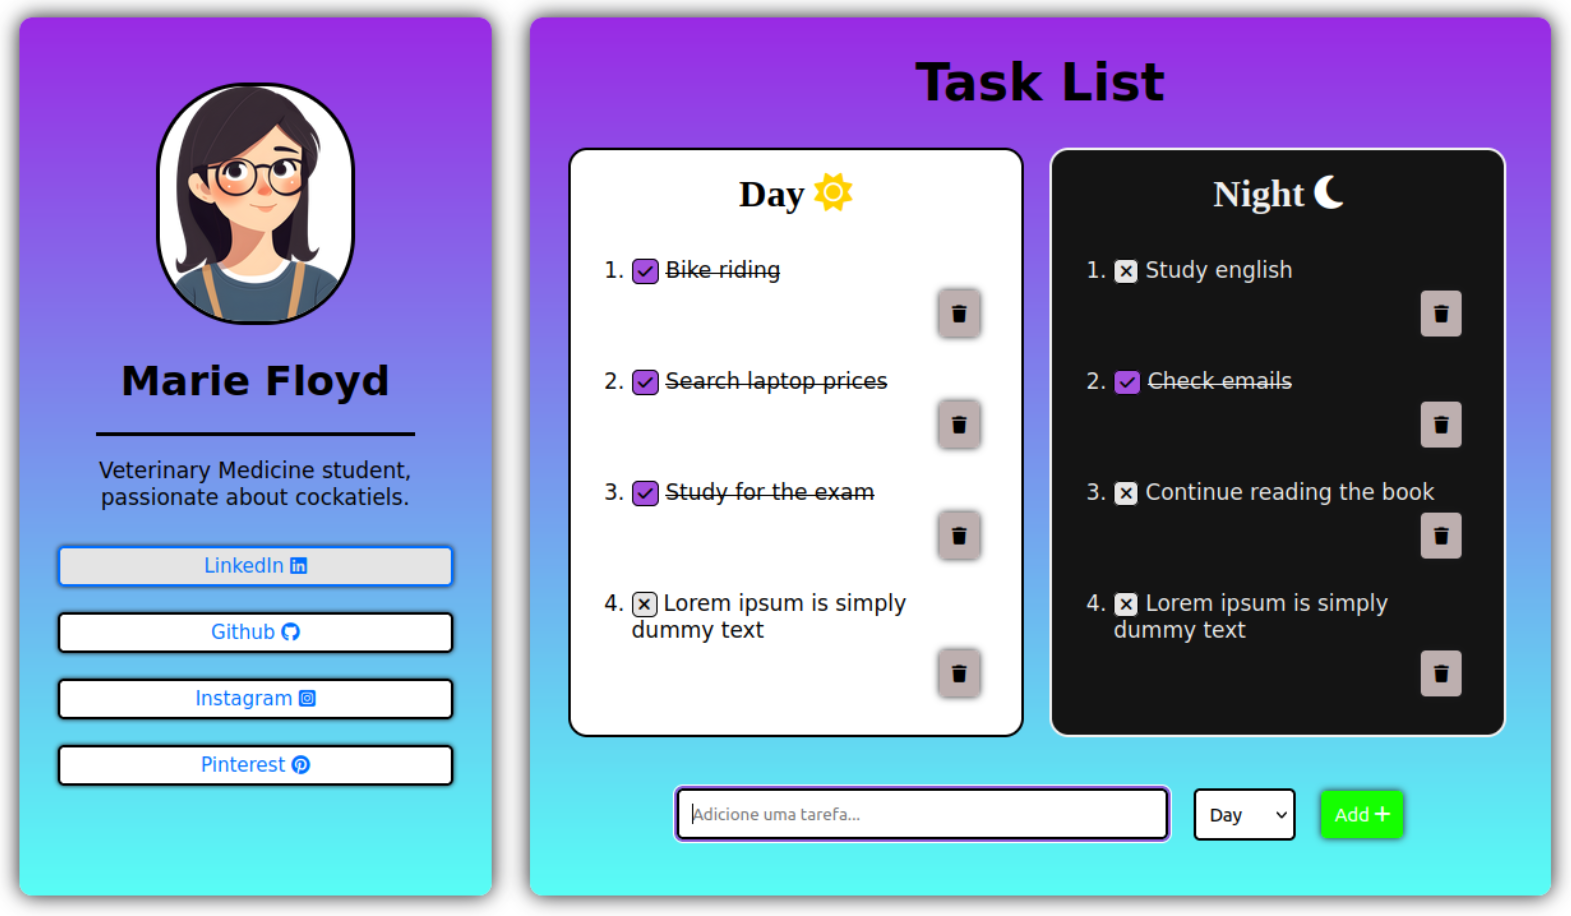 Marie Floyd
Veterinary Medicine student,
passionate about cockatiels.
LinkedIn
Github
Instagram
Pinterest
Task List
Day
1. Bike riding
2. Search laptop prices
3. Study for the exam
4. Lorem ipsum is simply
dummy text
Night
1. Study english
2. Check emails
3. Continue reading the book
4. Lorem ipsum is simply
dummy text
Adicione uma tarefa...
Day
Add +